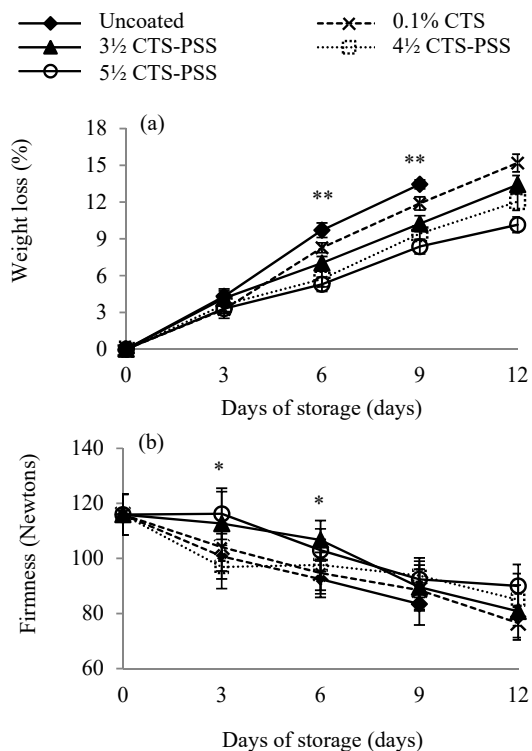 Uncoated 0.1% CTS
3½ CTS-PSS 4½ CTS-PSS
5½ CTS-PSS
(a)
Weight loss (%)
18
15
12
9
6
3
0
** **
0 3 6 9 12
Days of storage (days)
(b)
Firmness (Newtons)
140
120
100
80
60
* *
0 3 6 9 12
Days of storage (days)